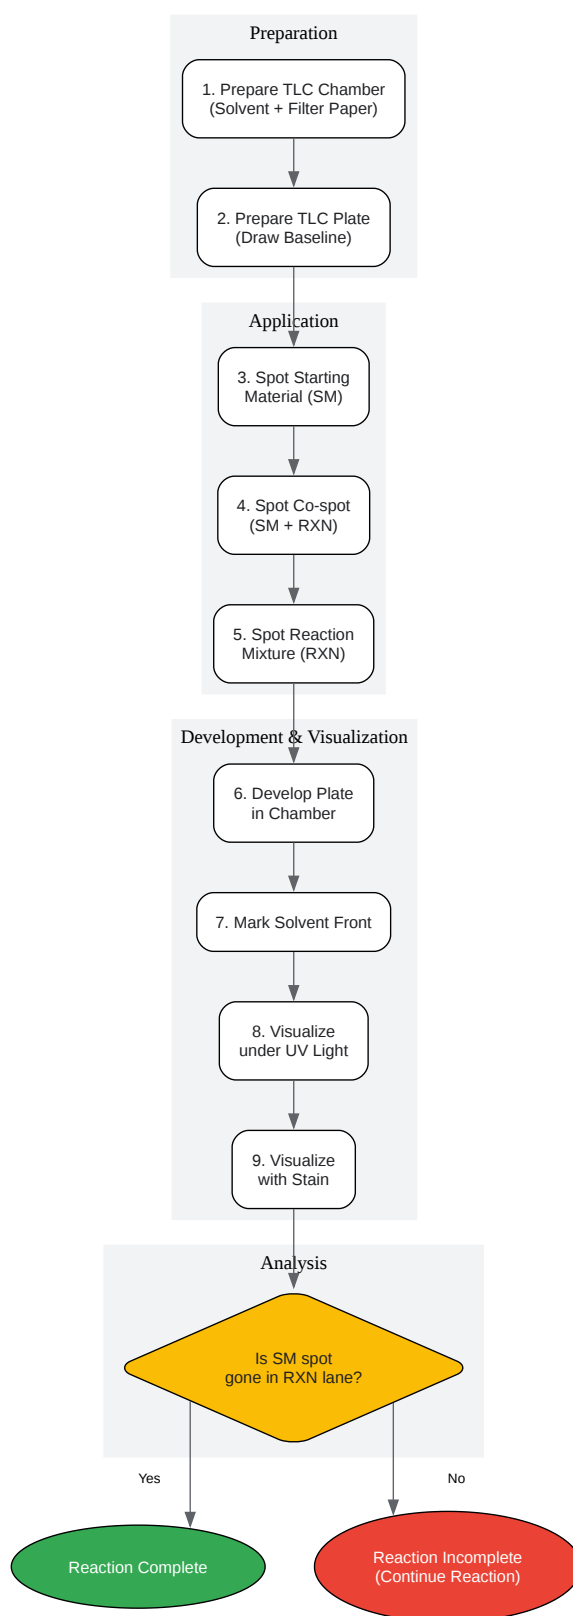 Preparation
1. Prepare TLC Chamber
(Solvent + Filter Paper)
2. Prepare TLC Plate
(Draw Baseline)
Application
3. Spot Starting
Material (SM)
4. Spot Co-spot
(SM + RXN)
5. Spot Reaction
Mixture (RXN)
Development & Visualization
6. Develop Plate
in Chamber
7. Mark Solvent Front
8. Visualize
under UV Light
9. Visualize
with Stain
Analysis
Is SM spot
gone in RXN lane?
Yes
No
Reaction Complete
Reaction Incomplete
(Continue Reaction)